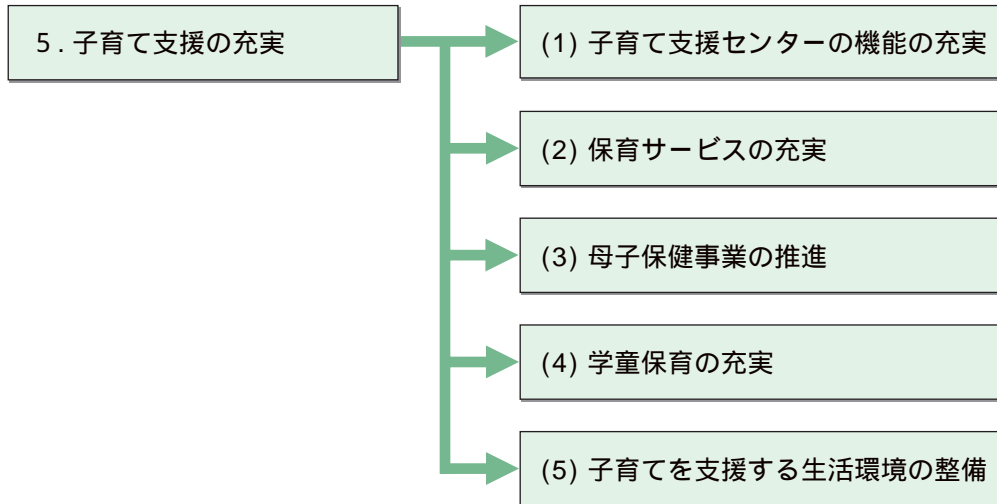 5．子育て支援の充実
(1) 子育て支援センターの機能の充実
(2) 保育サービスの充実
(3) 母子保健事業の推進
(4) 学童保育の充実
(5) 子育てを支援する生活環境の整備